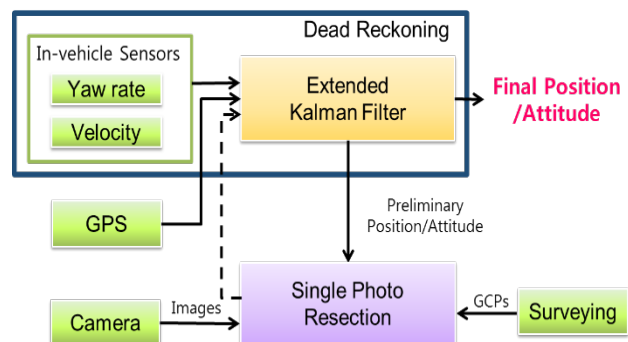 Dead Reckoning
In-vehicle Sensors
Yaw rate
Velocity
Extended
Kalman Filter
Final Position
/Attitude
GPS
Preliminary
Position/Attitude
Camera
Images
Single Photo
Resection
GCPs
Surveying